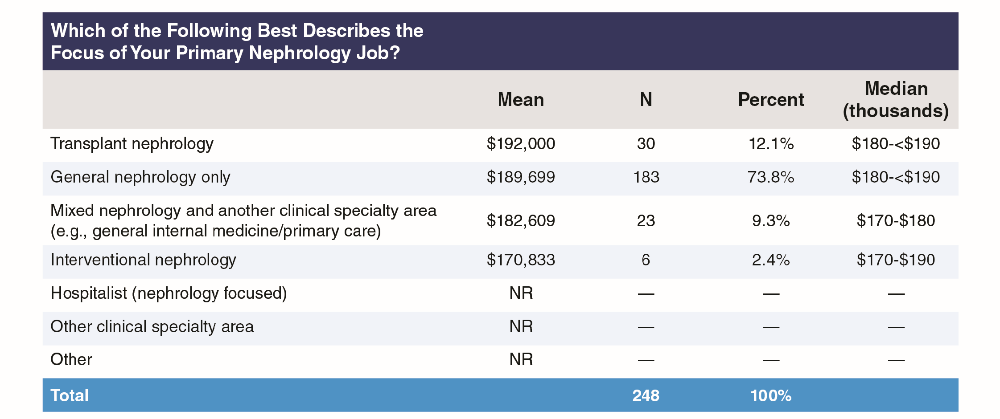 Which of the Following Best Describes the
Focus of Your Primary Nephrology Job?
Mean N Percent Median (thousands)
Transplant nephrology $192,000 30 12.1% $180-<$190
General nephrology only $189,699 183 73.8% $180-<$190
Mixed nephrology and another clinical specialty area
(e.g., general internal medicine/primary care) $182,609 23 9.3% $170-$180
Interventional nephrology $170,833 6 2.4% $170-$190
Hospitalist (nephrology focused) NR — — —
Other clinical specialty area NR — — —
Other NR — — —
Total 248 100%